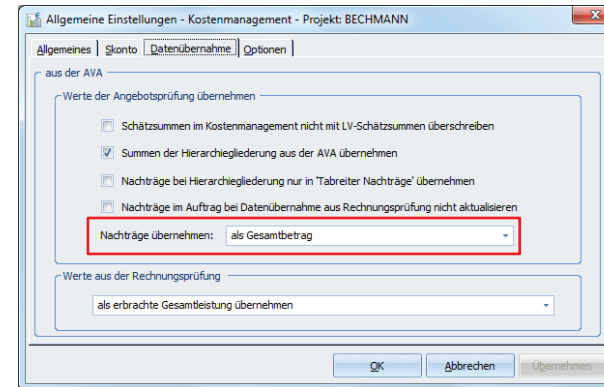 Allgemeine Einstellungen - Kostenmanagement - Projekt: BECHMANN
Allgemeines Skonto Datenübernahme Optionen
aus der AVA
Werte der Angebotsprüfung übernehmen
Schätzsummen im Kostenmanagement nicht mit LV-Schätzsummen überschreiben
Summen der Hierarchiegliederung aus der AVA übernehmen
Nachträge bei Hierarchiegliederung nur in 'Tabreiter Nachträge' übernehmen
Nachträge im Auftrag bei Datenübernahme aus Rechnungsprüfung nicht aktualisieren
Nachträge übernehmen: als Gesamtbetrag
Werte aus der Rechnungsprüfung
als erbrachte Gesamtleistung übernehmen
OK Abbrechen Übernehmen